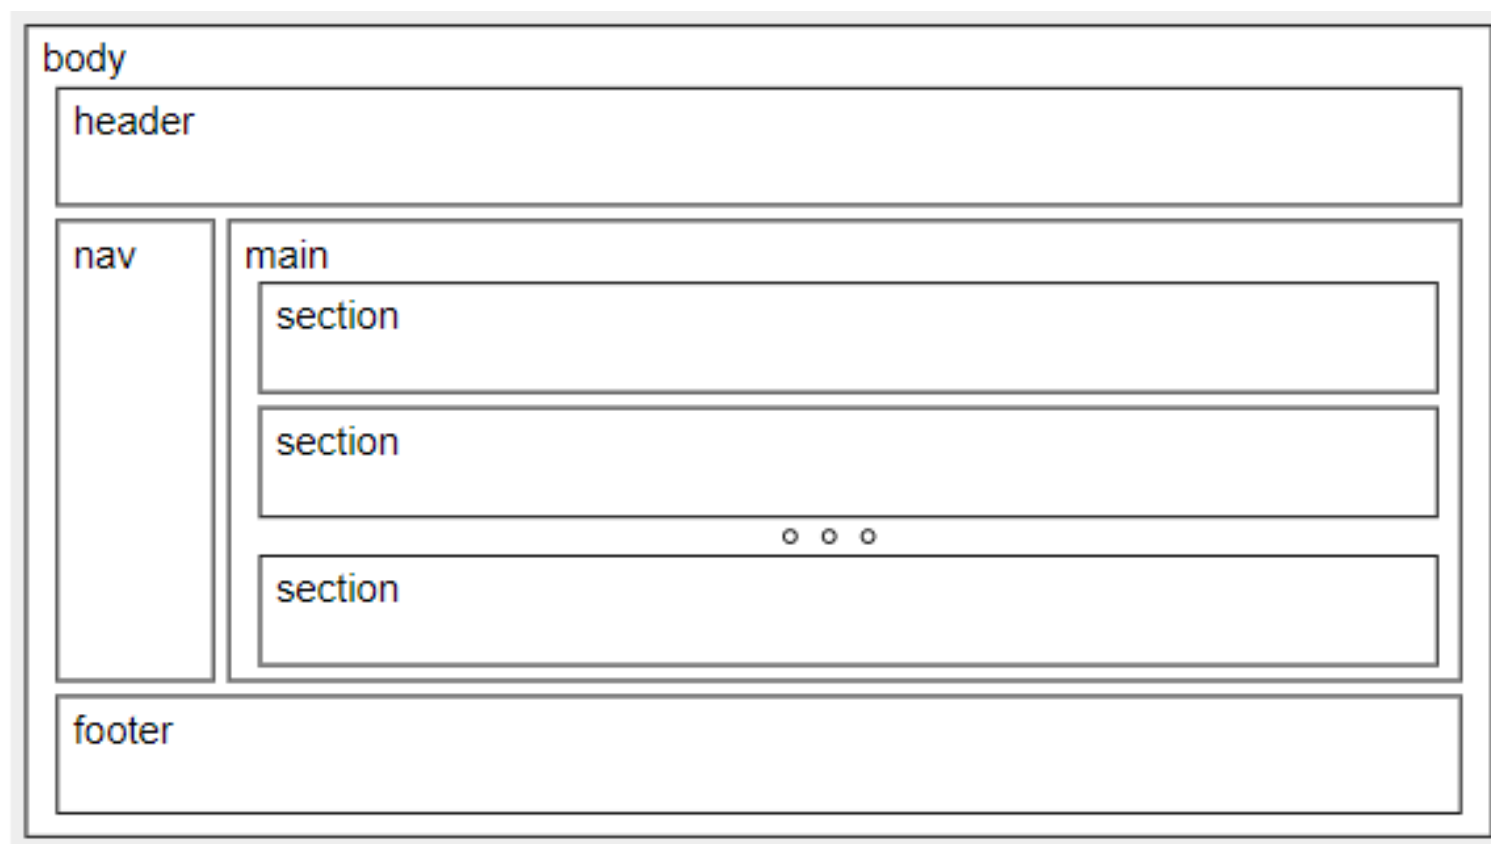 body
header
nav
main
section
section
section
footer